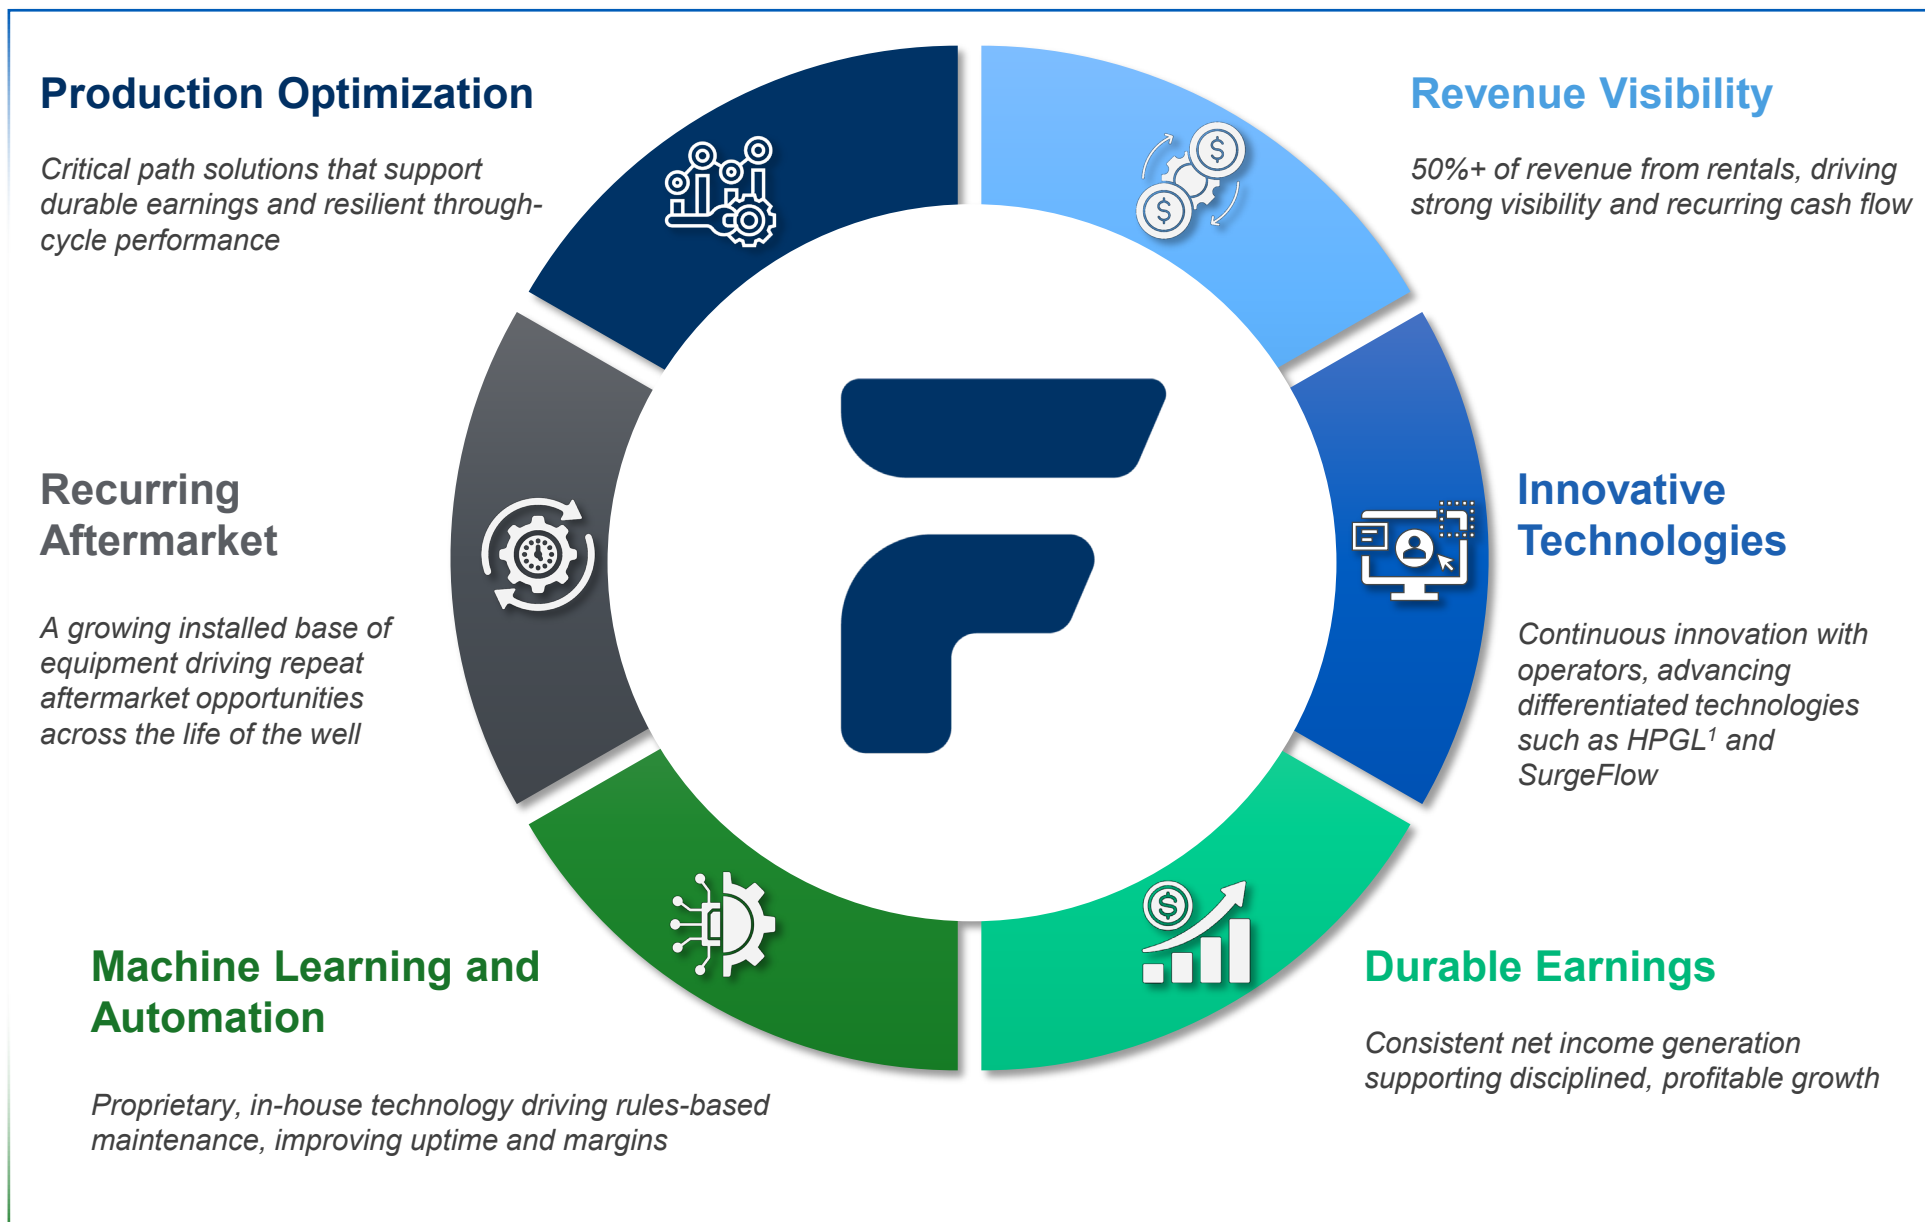 Production Optimization
Critical path solutions that support
durable earnings and resilient through-
cycle performance
Revenue Visibility
50%+ of revenue from rentals, driving
strong visibility and recurring cash flow
Recurring
Aftermarket
A growing installed base of
equipment driving repeat
aftermarket opportunities
across the life of the well
Innovative
Technologies
Continuous innovation with
operators, advancing
differentiated technologies
such as HPGL¹ and
SurgeFlow
Machine Learning and
Automation
Proprietary, in-house technology driving rules-based
maintenance, improving uptime and margins
Durable Earnings
Consistent net income generation
supporting disciplined, profitable growth